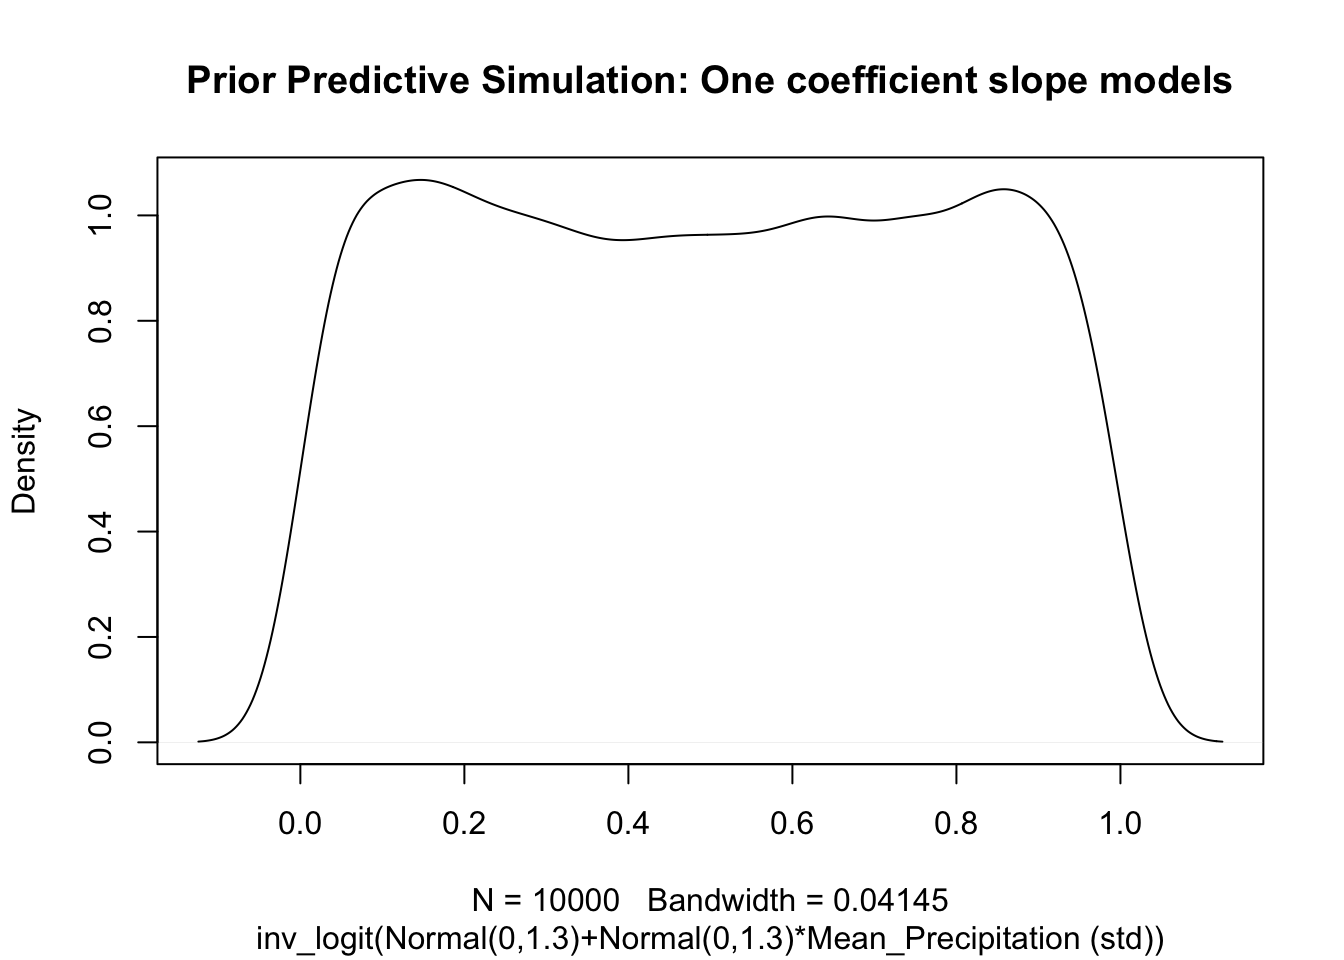 Prior Predictive Simulation: One coefficient slope models
Density
1.0
0.8
0.6
0.4
0.2
0.0
0.0 0.2 0.4 0.6 0.8 1.0
N = 10000 Bandwidth = 0.04145
inv_logit(Normal(0,1.3)+Normal(0,1.3)*Mean_Precipitation (std))